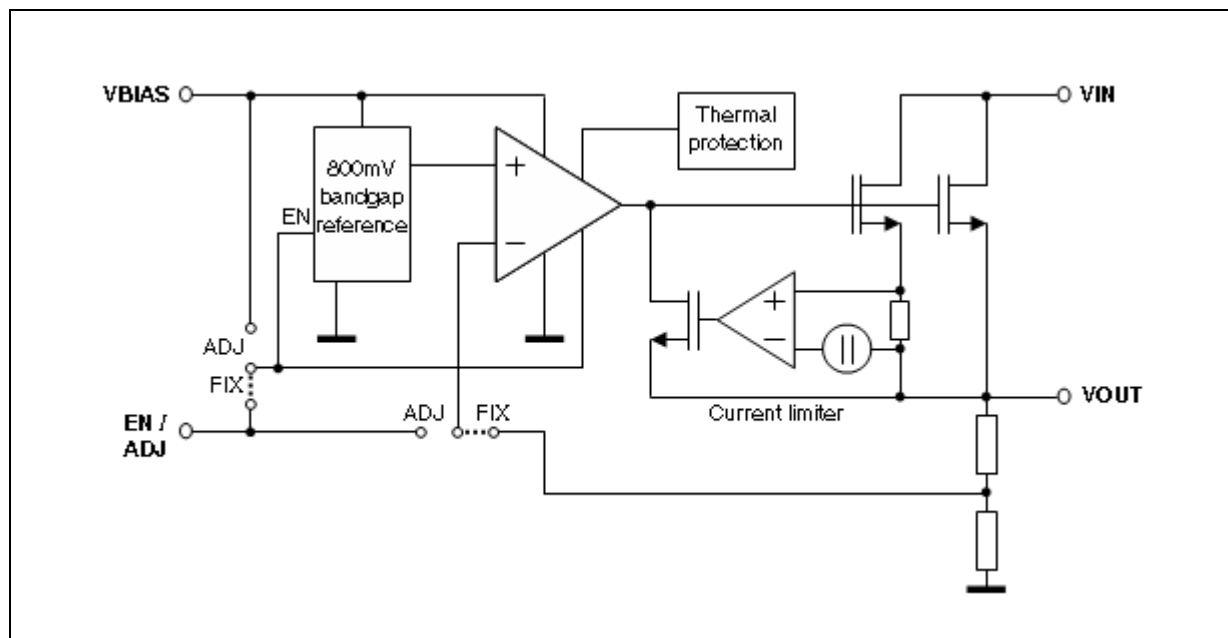 VBIAS
VIN
Thermal
protection
800mV
bandgap
reference
EN
+
−
+
−
ADJ
FIX
ADJ
FIX
Current limiter
VOUT
EN /
ADJ